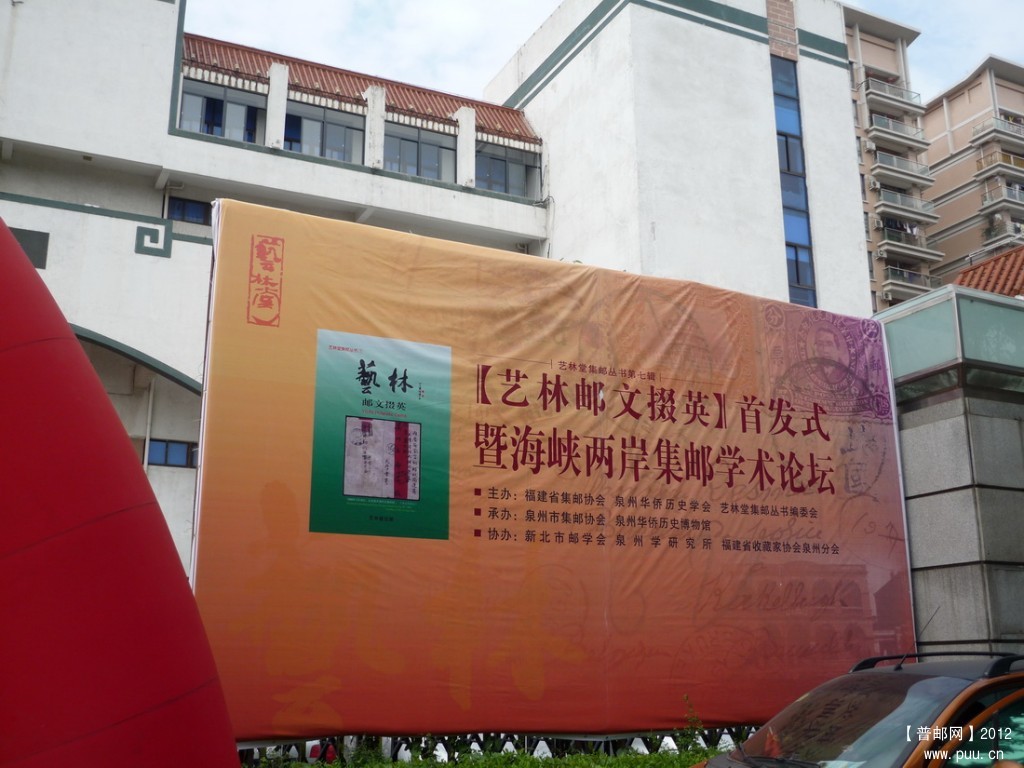 藝林堂
艺林堂集邮丛书第七辑
【艺林邮文掇英】首发式
暨海峡两岸集邮学术论坛
■ 主办：福建省集邮协会 泉州华侨历史学会 艺林堂集邮丛书编委会
■ 承办：泉州市集邮协会 泉州华侨历史博物馆
■ 协办：新北市邮学会 泉州学研究所 福建省收藏家协会泉州分会
藝林
邮文掇英
【普邮网】2012
www.puu.cn